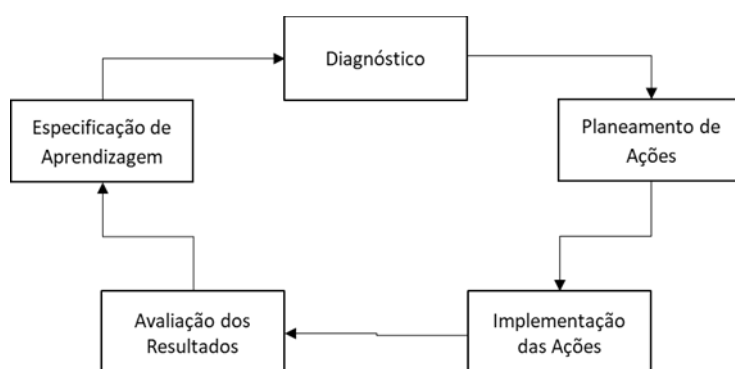 Diagnóstico
Planeamento de
Ações
Implementação
das Ações
Avaliação dos
Resultados
Especificação de
Aprendizagem